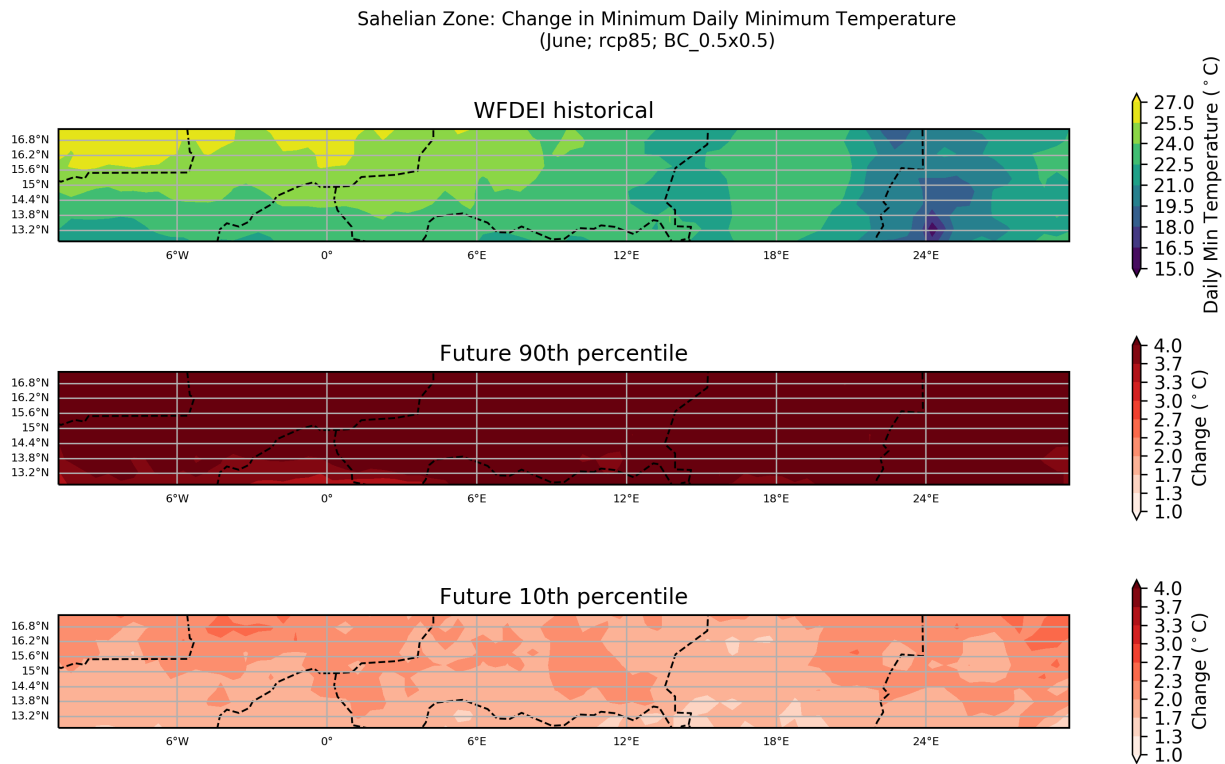 Sahelian Zone: Change in Minimum Daily Minimum Temperature
(June; rcp85; BC_0.5x0.5)
WFDEI historical
16.8°N
16.2°N
15.6°N
15°N
14.4°N
13.8°N
13.2°N
6°W 0° 6°E 12°E 18°E 24°E
27.0
25.5
24.0
22.5
21.0
19.5
18.0
16.5
15.0
Daily Min Temperature (°C)
Future 90th percentile
16.8°N
16.2°N
15.6°N
15°N
14.4°N
13.8°N
13.2°N
6°W 0° 6°E 12°E 18°E 24°E
4.0
3.7
3.3
3.0
2.7
2.3
2.0
1.7
1.3
1.0
Change (°C)
Future 10th percentile
16.8°N
16.2°N
15.6°N
15°N
14.4°N
13.8°N
13.2°N
6°W 0° 6°E 12°E 18°E 24°E
4.0
3.7
3.3
3.0
2.7
2.3
2.0
1.7
1.3
1.0
Change (°C)